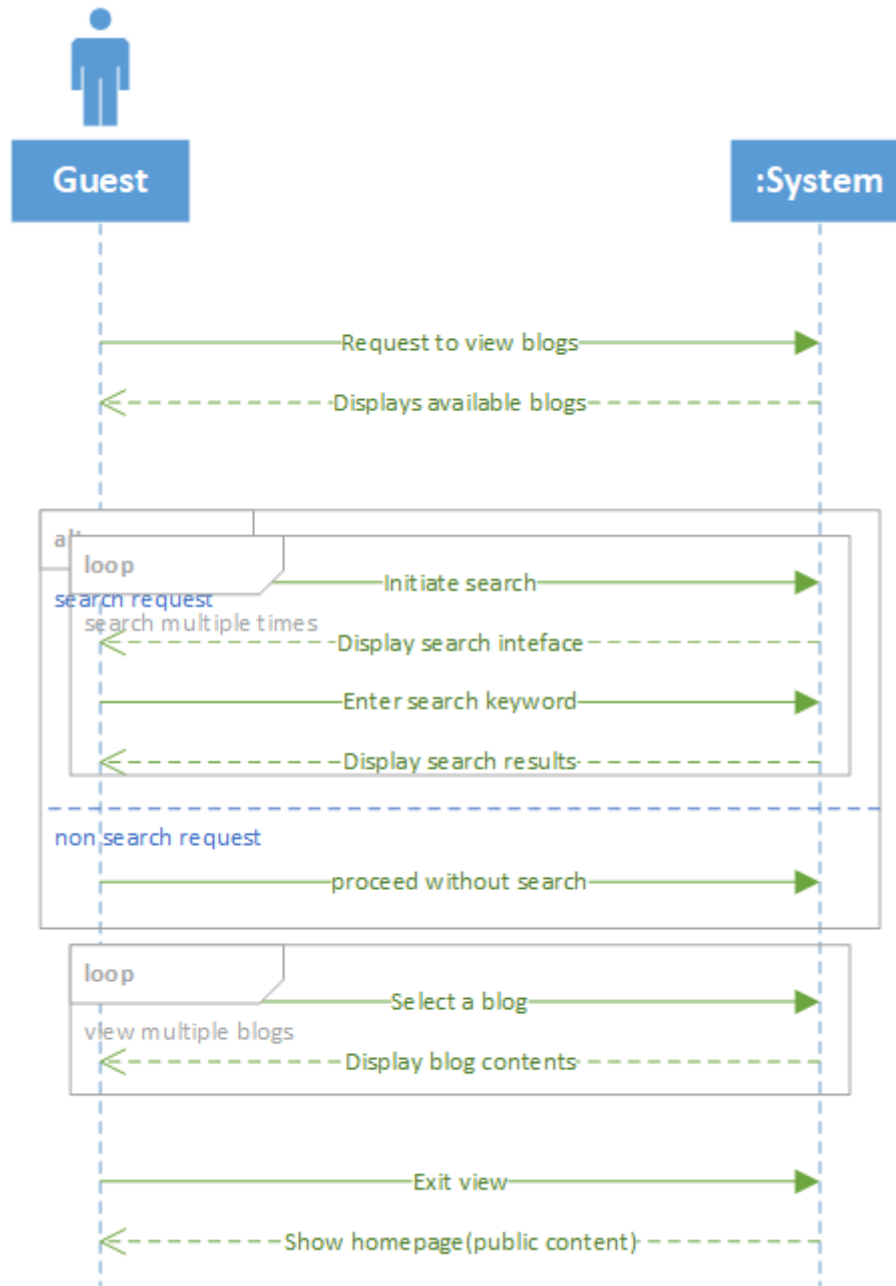 Guest
:System
Request to view blogs
Displays available blogs
loop
Initiate search
search request
search multiple times
Display search inteface
Enter search keyword
Display search results
non search request
proceed without search
loop
Select a blog
view multiple blogs
Display blog contents
Exit view
Show homepage(public content)